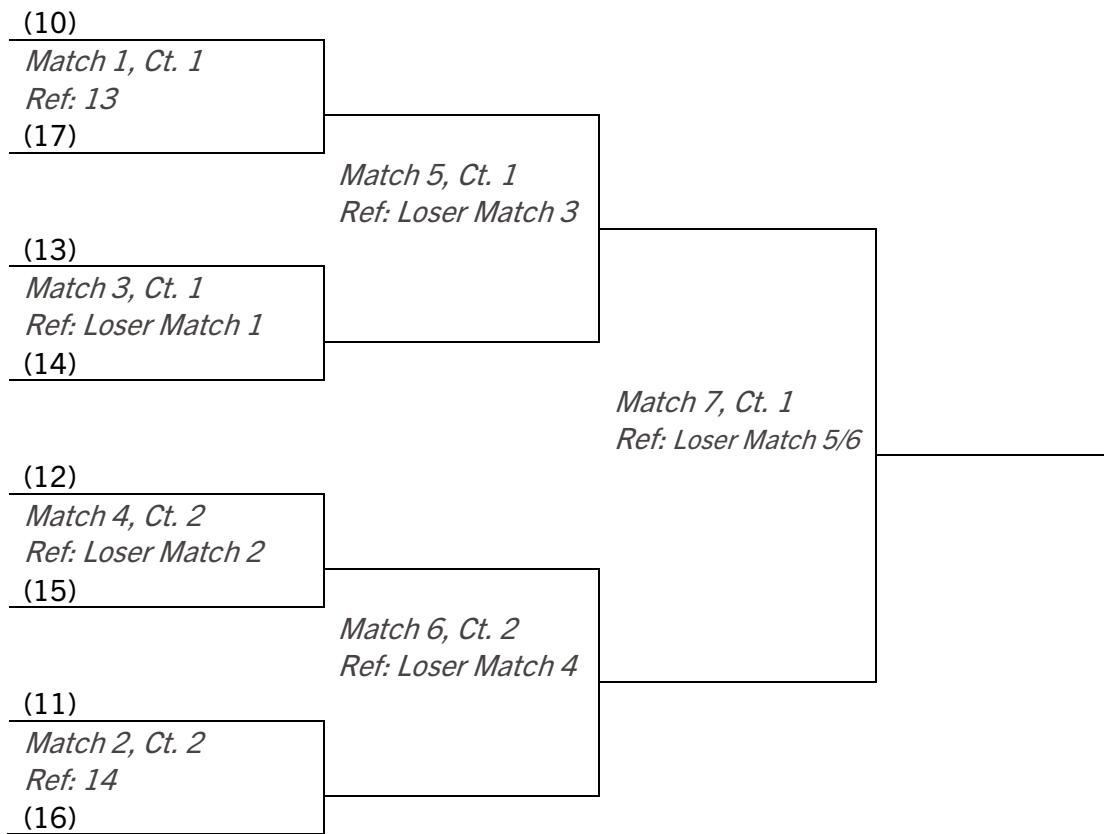 (10)
Match 1, Ct. 1
Ref: 13
(17)
Match 5, Ct. 1
Ref: Loser Match 3
(13)
Match 3, Ct. 1
Ref: Loser Match 1
(14)
Match 7, Ct. 1
Ref: Loser Match 5/6
(12)
Match 4, Ct. 2
Ref: Loser Match 2
(15)
Match 6, Ct. 2
Ref: Loser Match 4
(11)
Match 2, Ct. 2
Ref: 14
(16)